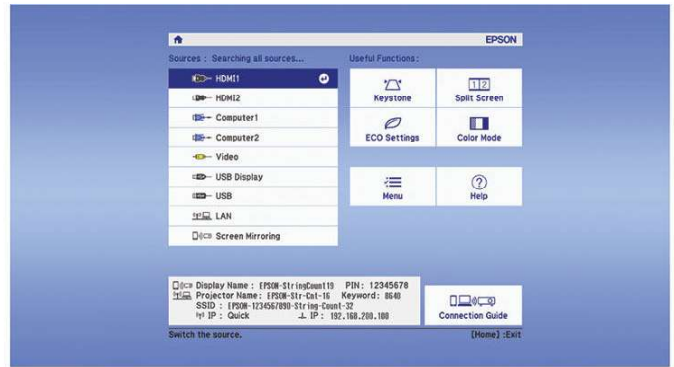 EPSON
Sources : Searching all sources...
Useful Functions:
HDMI1
HDMI2
Computer1
Computer2
Video
USB Display
USB
LAN
Screen Mirroring
Keystone
1 2
Split Screen
ECO Settings
Color Mode
Menu
?
Help
Display Name : EPSON-StringCount19 PIN: 12345678
Projector Name: EPSON-Str-Cnt-16 Keyword: 8640
SSID : EPSON-1234567890-String-Count-32
IP : Quick IP : 192.168.200.100
Connection Guide
Switch the source.
[Home] :Exit